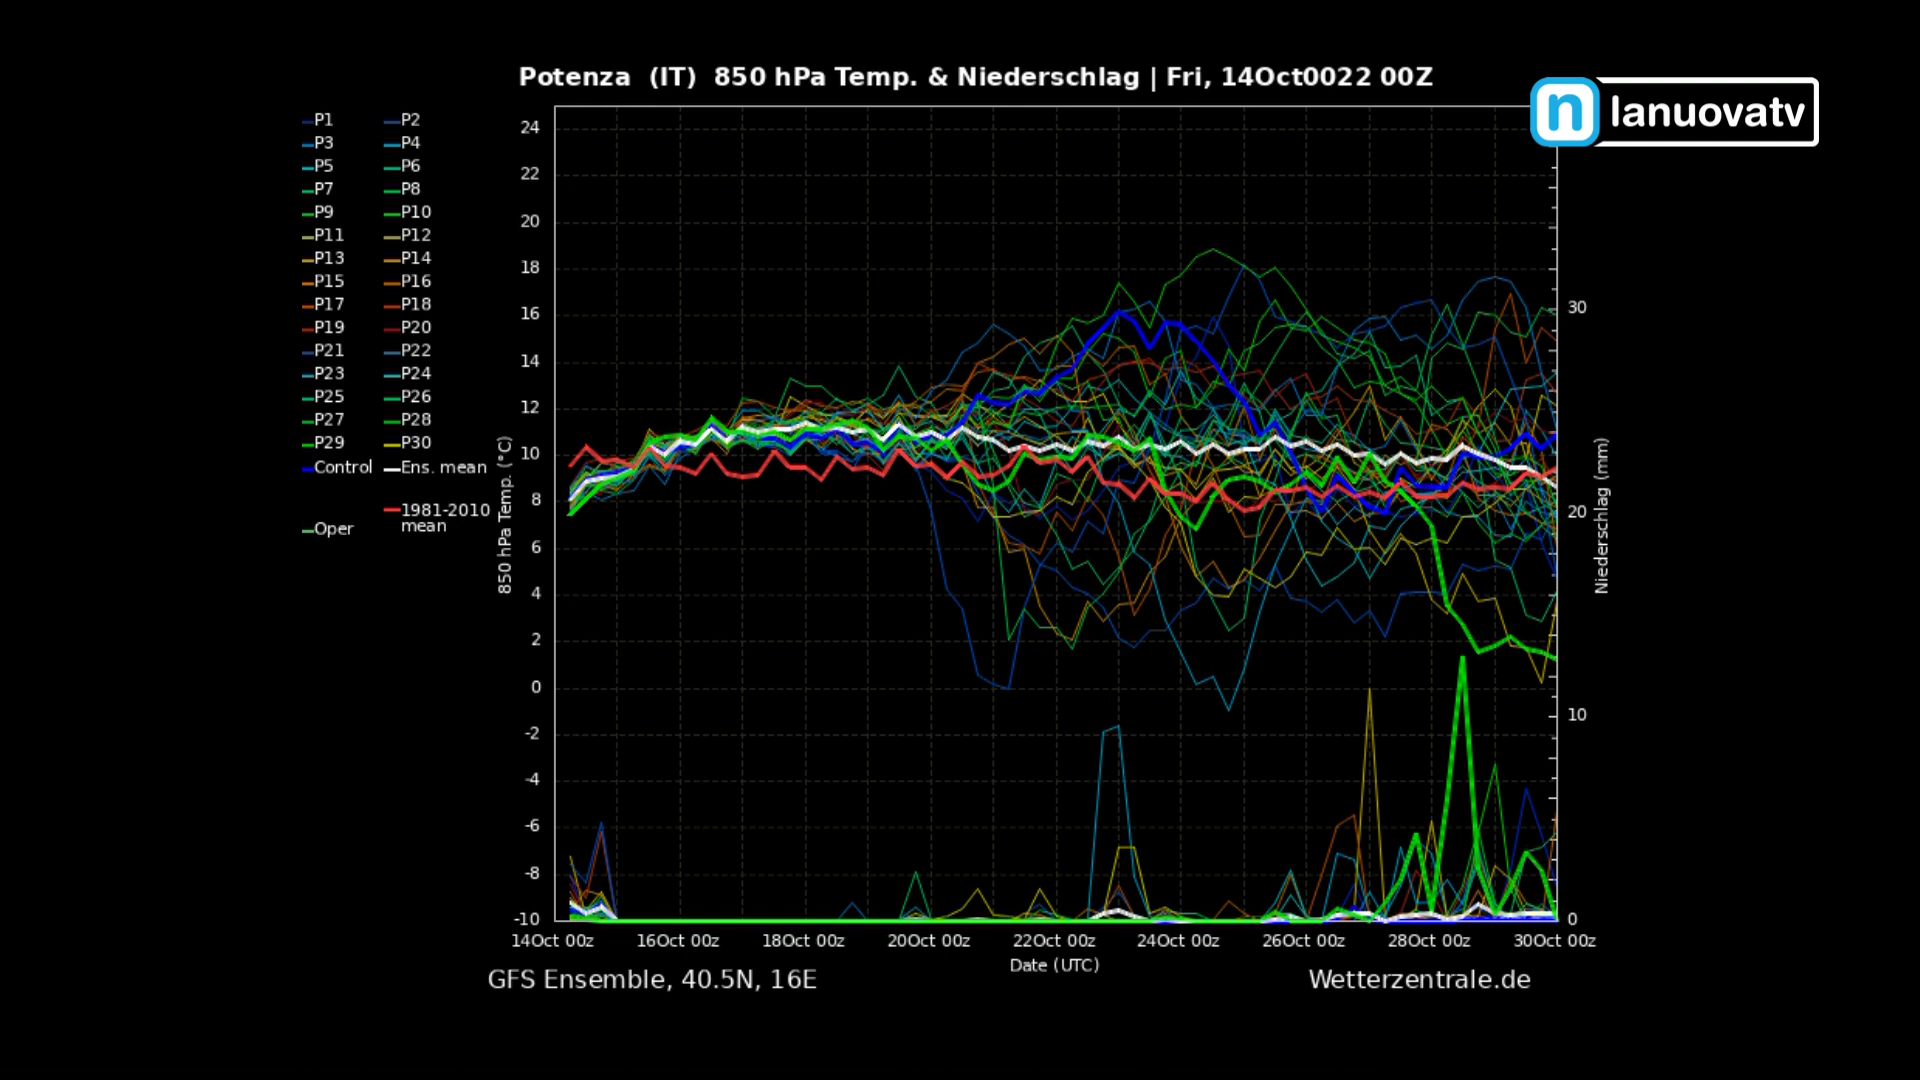 Potenza (IT) 850 hPa Temp. & Niederschlag | Fri, 14Oct0022 00Z
n lanuovatv
P1 P2
P3 P4
P5 P6
P7 P8
P9 P10
P11 P12
P13 P14
P15 P16
P17 P18
P19 P20
P21 P22
P23 P24
P25 P26
P27 P28
P29 P30
Control Ens. mean
1981-2010
mean
Oper
850 hPa Temp. (°C)
24
22
20
18
16
14
12
10
8
6
4
2
0
-2
-4
-6
-8
-10
30
20
10
0
Niederschlag (mm)
14Oct 00z 16Oct 00z 18Oct 00z 20Oct 00z 22Oct 00z 24Oct 00z 26Oct 00z 28Oct 00z 30Oct 00z
Date (UTC)
GFS Ensemble, 40.5N, 16E
Wetterzentrale.de